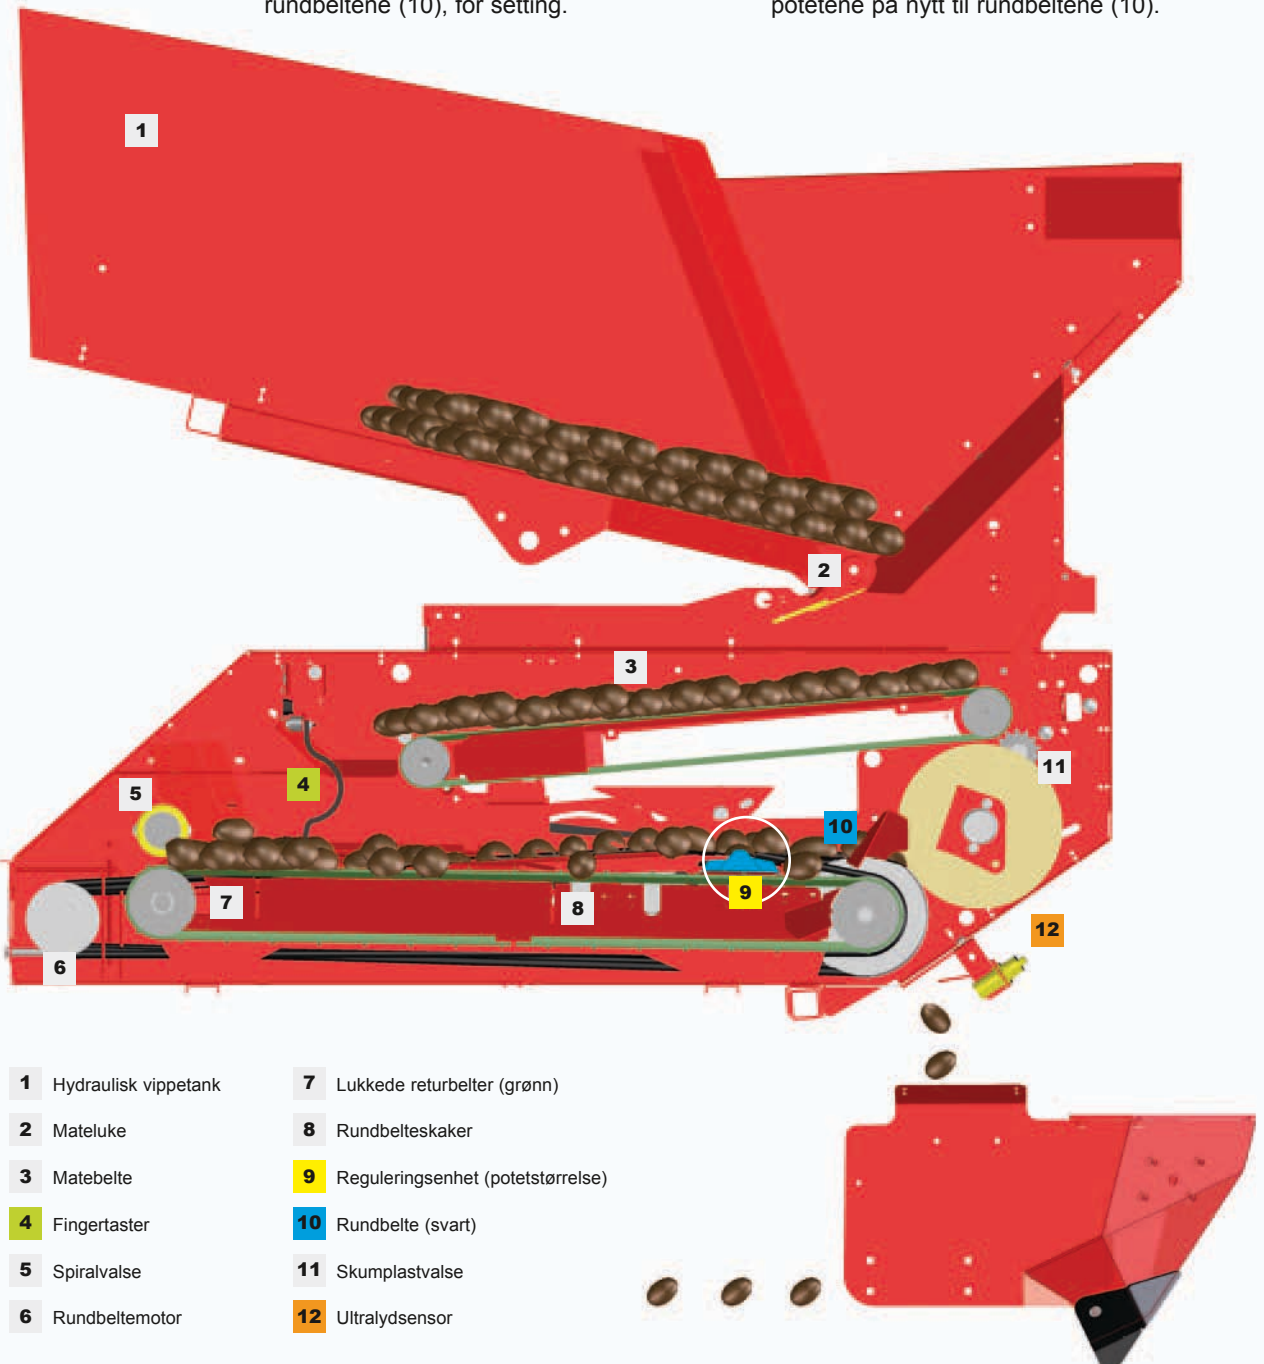 rundbeltene (10), for setting.
potetene på nytt til rundbeltene (10).
1
2
3
4
5
11
10
7
8
9
12
6
1 Hydraulisk vippetank
2 Mateluke
3 Matebelte
4 Fingertaster
5 Spiralvalse
6 Rundbeltemotor
7 Lukkede returbelter (grønn)
8 Rundbelteskaker
9 Reguleringsenhet (potetstørrelse)
10 Rundbelte (svart)
11 Skumplastvalse
12 Ultralydsensor